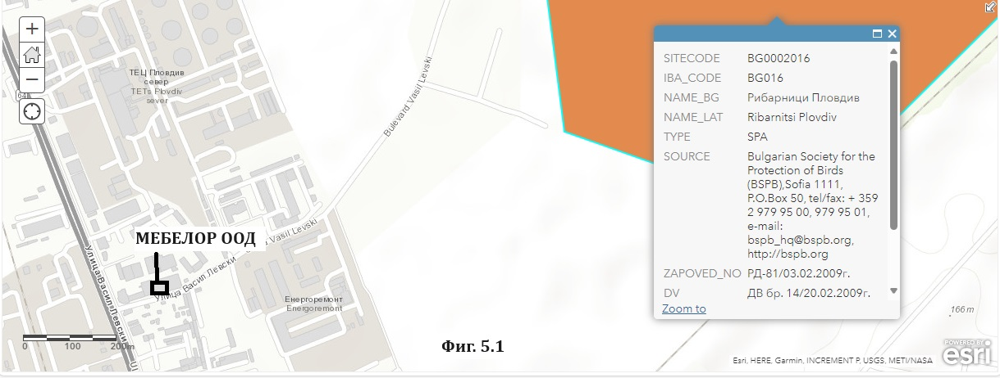 ТЕЦ Пловдив
север
TETs Plovdiv
sever
64
Bulevard Vasil Levski
МЕБЕЛОР ООД
d Vasil Levski
Улица Васил Левски
Улица Васил Левски
Ul
Енергоремонт
Energoremont
0 100 200m
Фиг. 5.1
SITECODE BG0002016
IBA_CODE BG016
NAME_BG Рибарници Пловдив
NAME_LAT Ribarnitsi Plovdiv
TYPE SPA
SOURCE Bulgarian Society for the
Protection of Birds
(BSPB),Sofia 1111,
P.O.Box 50, tel/fax: + 359
2 979 95 00, 979 95 01,
e-mail:
bspb_hq@bspb.org,
http://bspb.org
ZAPOVED_NO РД-81/03.02.2009г.
DV ДВ бр. 14/20.02.2009г.
Zoom to
166 m
Esri, HERE, Garmin, INCREMENT P, USGS, METI/NASA
POWERED BY
esri